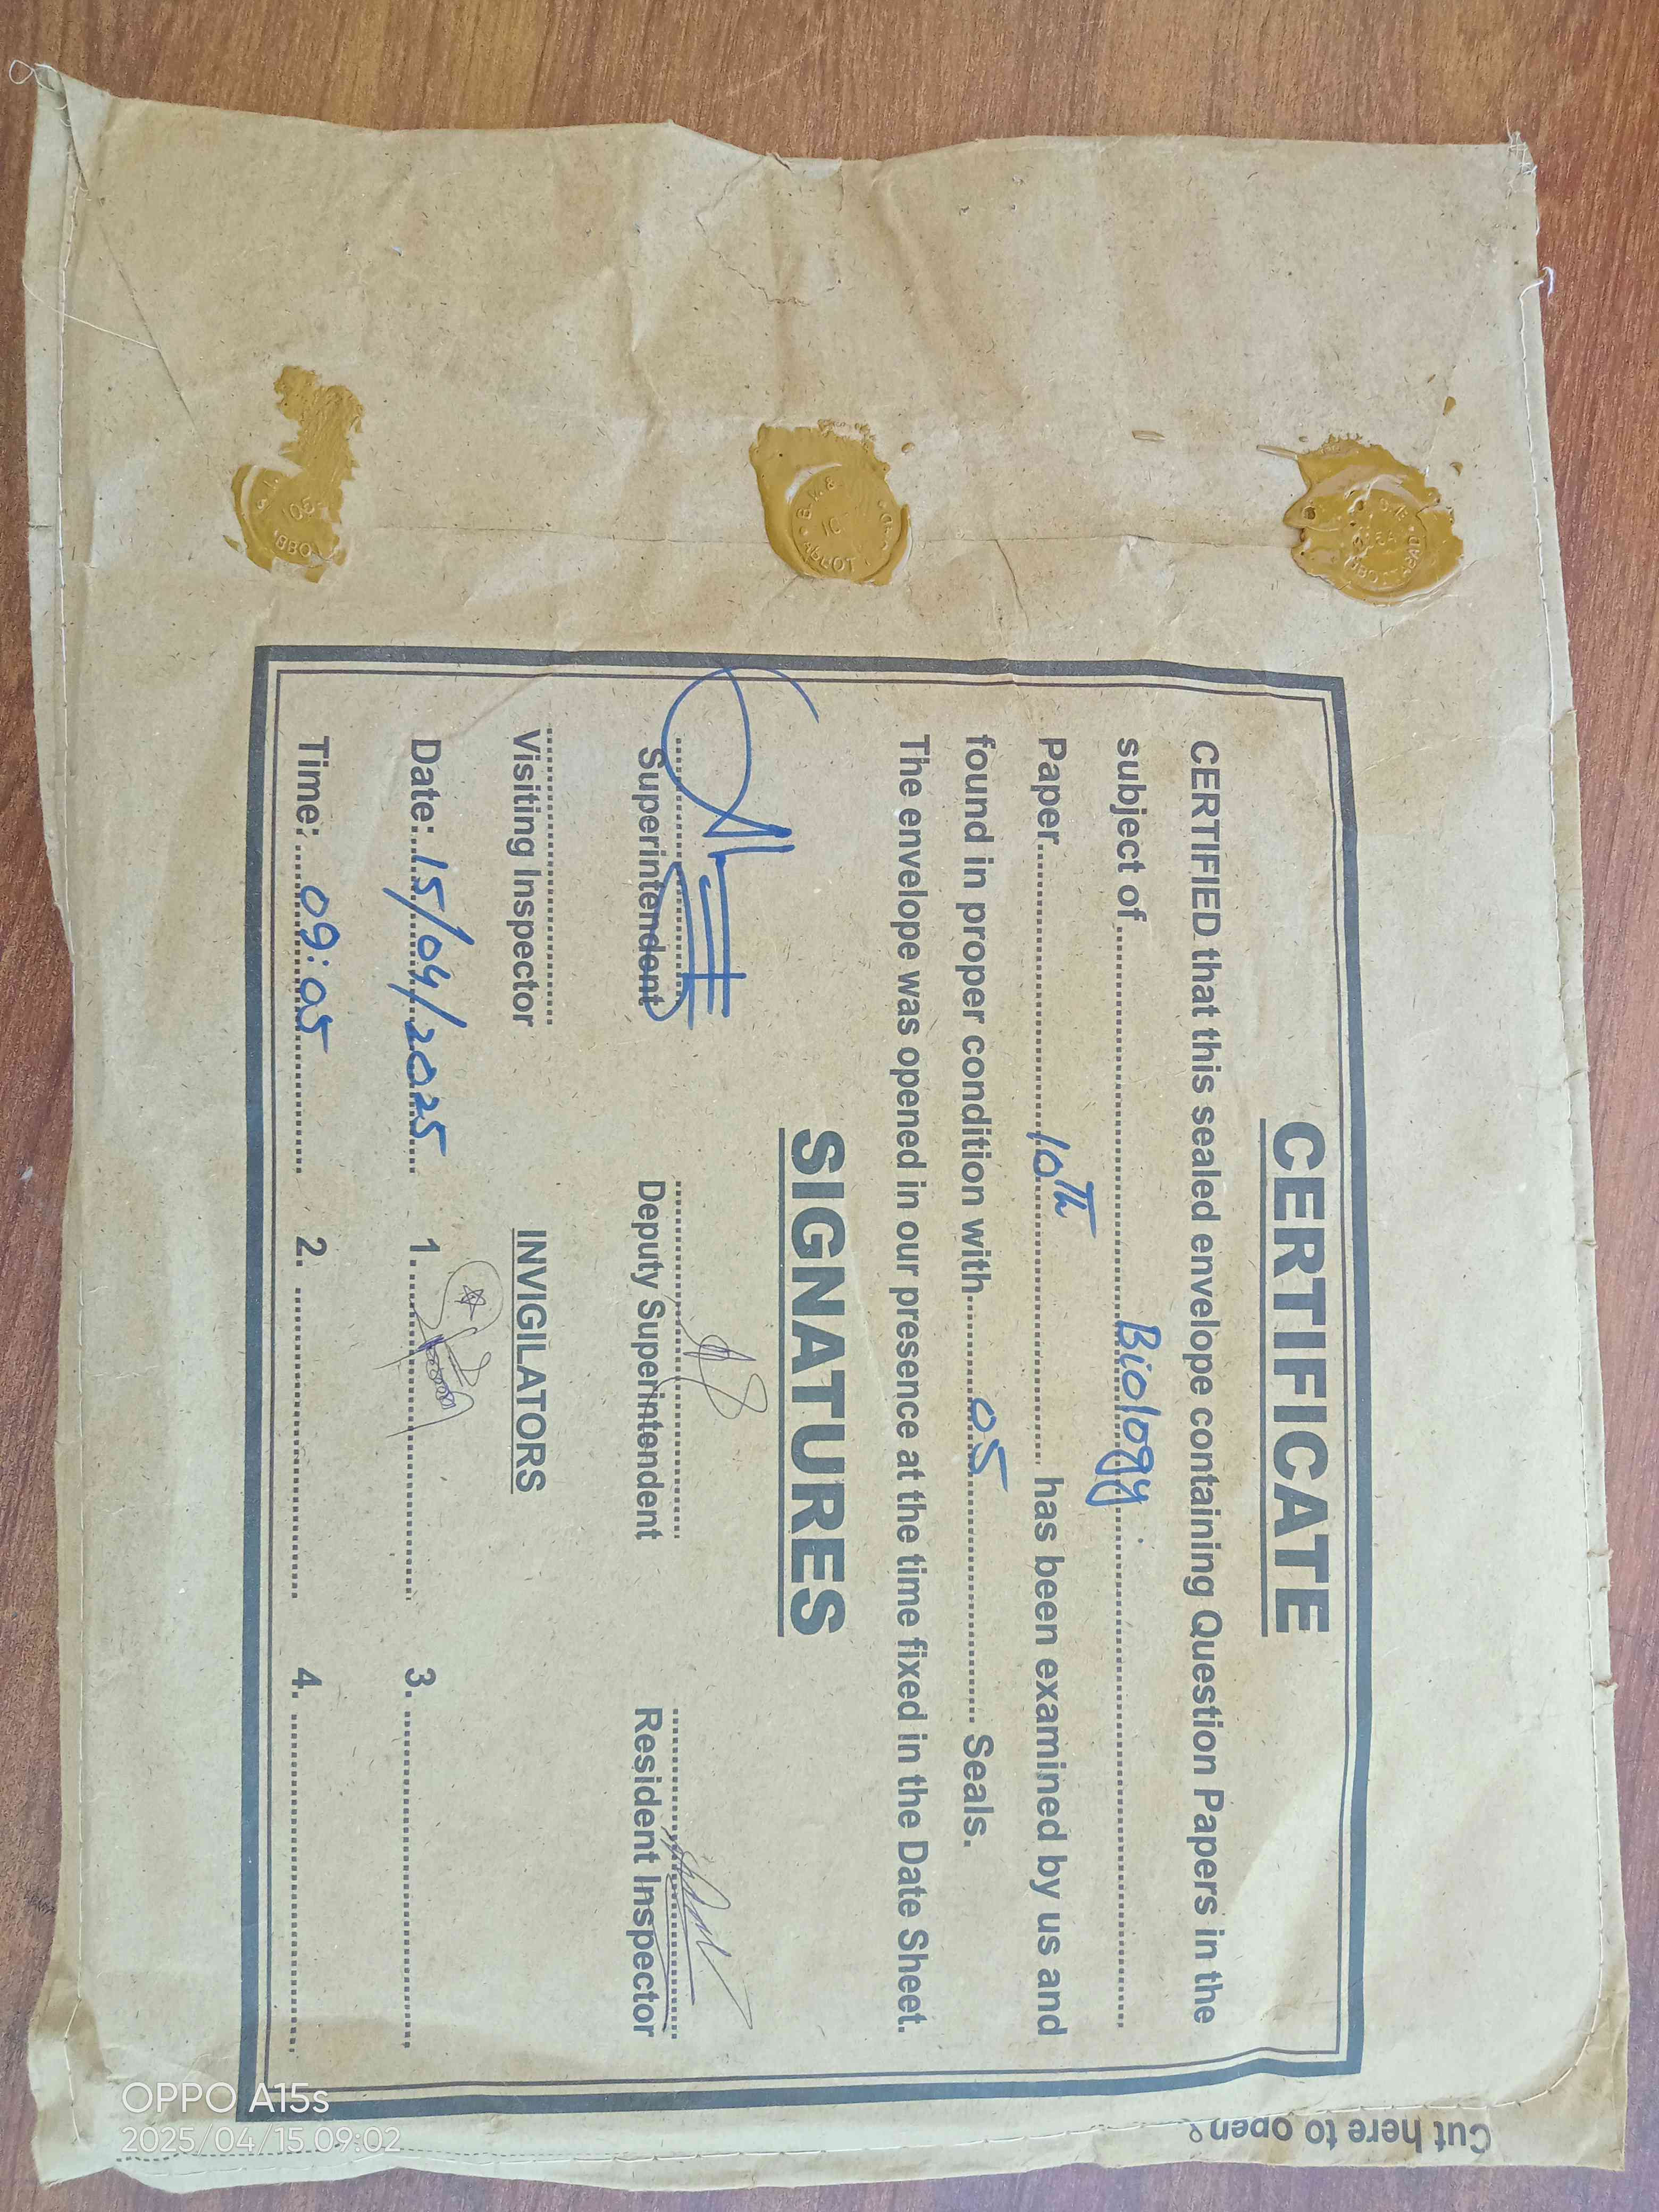 CERTIFICATE
CERTIFIED that this sealed envelope containing Question Papers in the
subject of ........ Biology ........
Paper ........ 10th ........ has been examined by us and
found in proper condition with ........ 05 ........ Seals.
The envelope was opened in our presence at the time fixed in the Date Sheet.
SIGNATURES
Superintendent Deputy Superintendent Resident Inspector
Visiting Inspector INVIGILATORS
Date: 15/04/2025 1. ........ 3. ........
Time: 09:05 2. ........ 4. ........
Cut here to open
OPPO A15s
2025/04/15 09:02